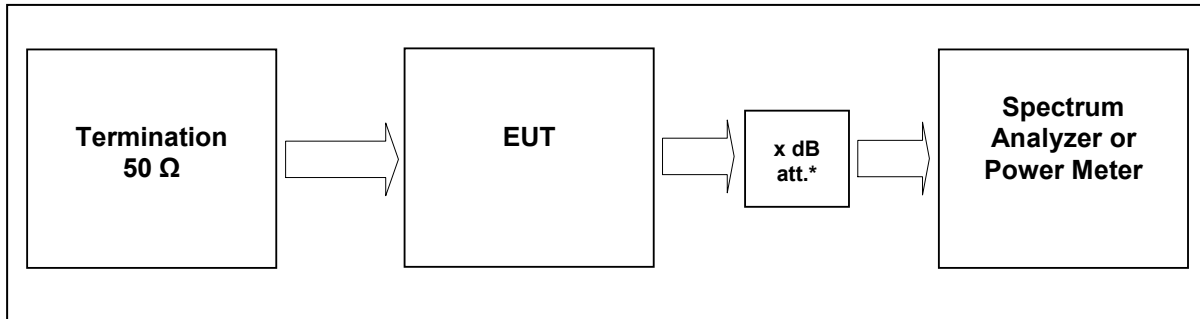 Termination
50 Ω
EUT
x dB
att.*
Spectrum
Analyzer or
Power Meter